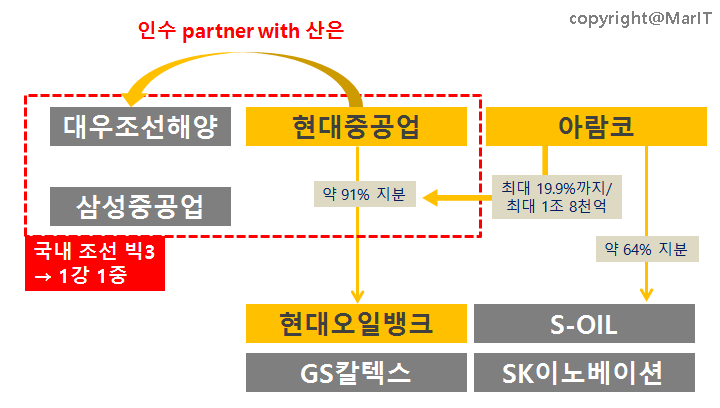 copyright@MarIT
인수 partner with 산은
대우조선해양
현대중공업
아람코
삼성중공업
약 91% 지분
최대 19.9%까지/
최대 1조 8천억
국내 조선 빅3
→ 1강 1중
약 64% 지분
현대오일뱅크
S-OIL
GS칼텍스
SK이노베이션